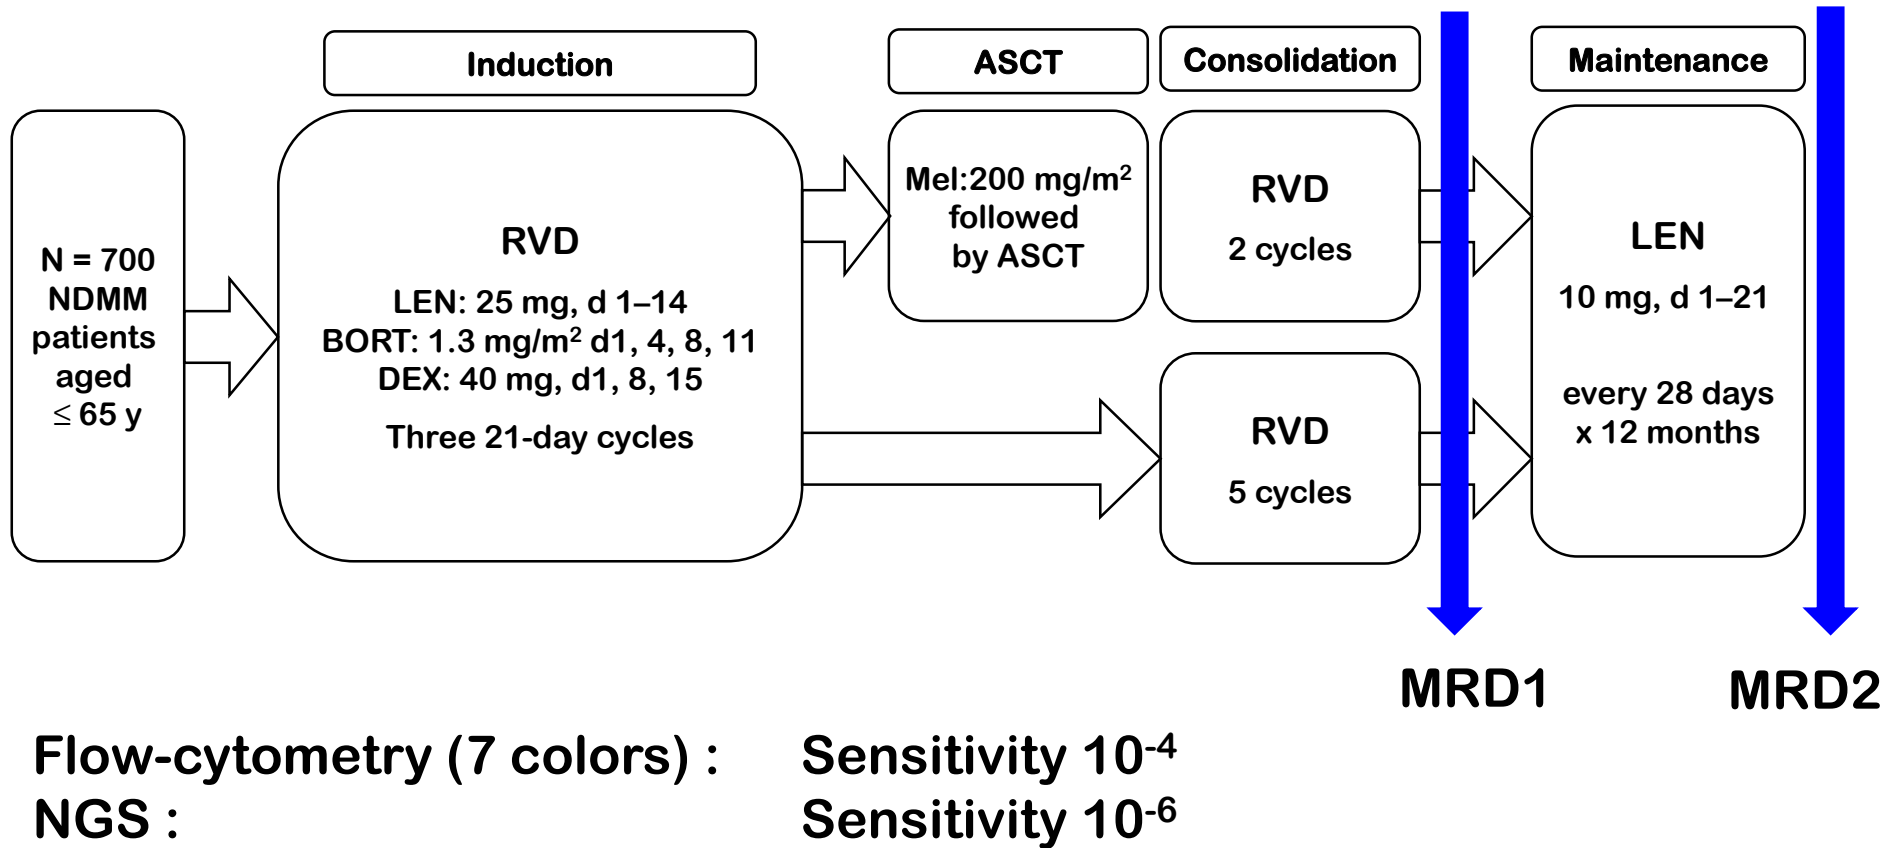 Induction
ASCT
Consolidation
Maintenance
N = 700
NDMM
patients
aged
≤ 65 y
RVD
LEN: 25 mg, d 1–14
BORT: 1.3 mg/m² d1, 4, 8, 11
DEX: 40 mg, d1, 8, 15
Three 21-day cycles
Mel:200 mg/m²
followed
by ASCT
RVD
2 cycles
RVD
5 cycles
LEN
10 mg, d 1–21
every 28 days
x 12 months
MRD1
MRD2
Flow-cytometry (7 colors) : Sensitivity 10⁻⁴
NGS : Sensitivity 10⁻⁶